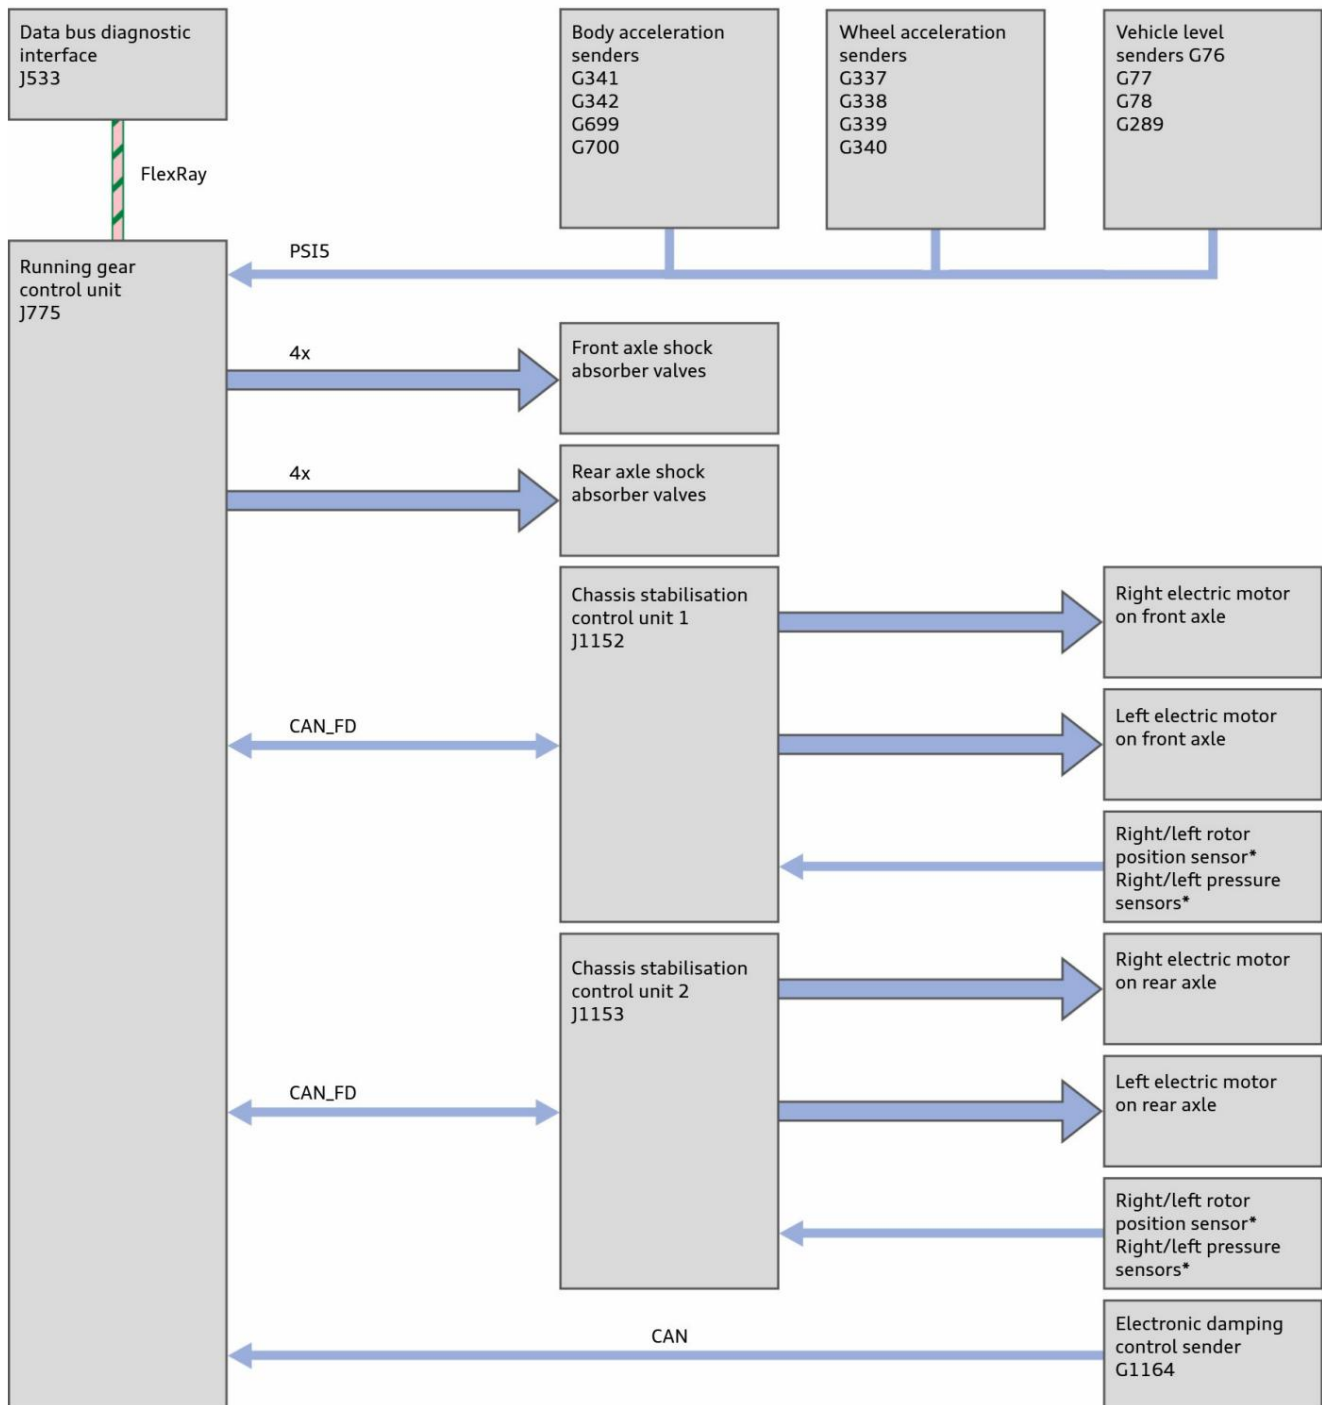 Data bus diagnostic
interface
J533
Body acceleration
senders
G341
G342
G699
G700
Wheel acceleration
senders
G337
G338
G339
G340
Vehicle level
senders G76
G77
G78
G289
FlexRay
Running gear
control unit
J775
PSI5
4x
Front axle shock
absorber valves
4x
Rear axle shock
absorber valves
Chassis stabilisation
control unit 1
J1152
Right electric motor
on front axle
CAN_FD
Left electric motor
on front axle
Right/left rotor
position sensor*
Right/left pressure
sensors*
Chassis stabilisation
control unit 2
J1153
Right electric motor
on rear axle
CAN_FD
Left electric motor
on rear axle
Right/left rotor
position sensor*
Right/left pressure
sensors*
CAN
Electronic damping
control sender
G1164